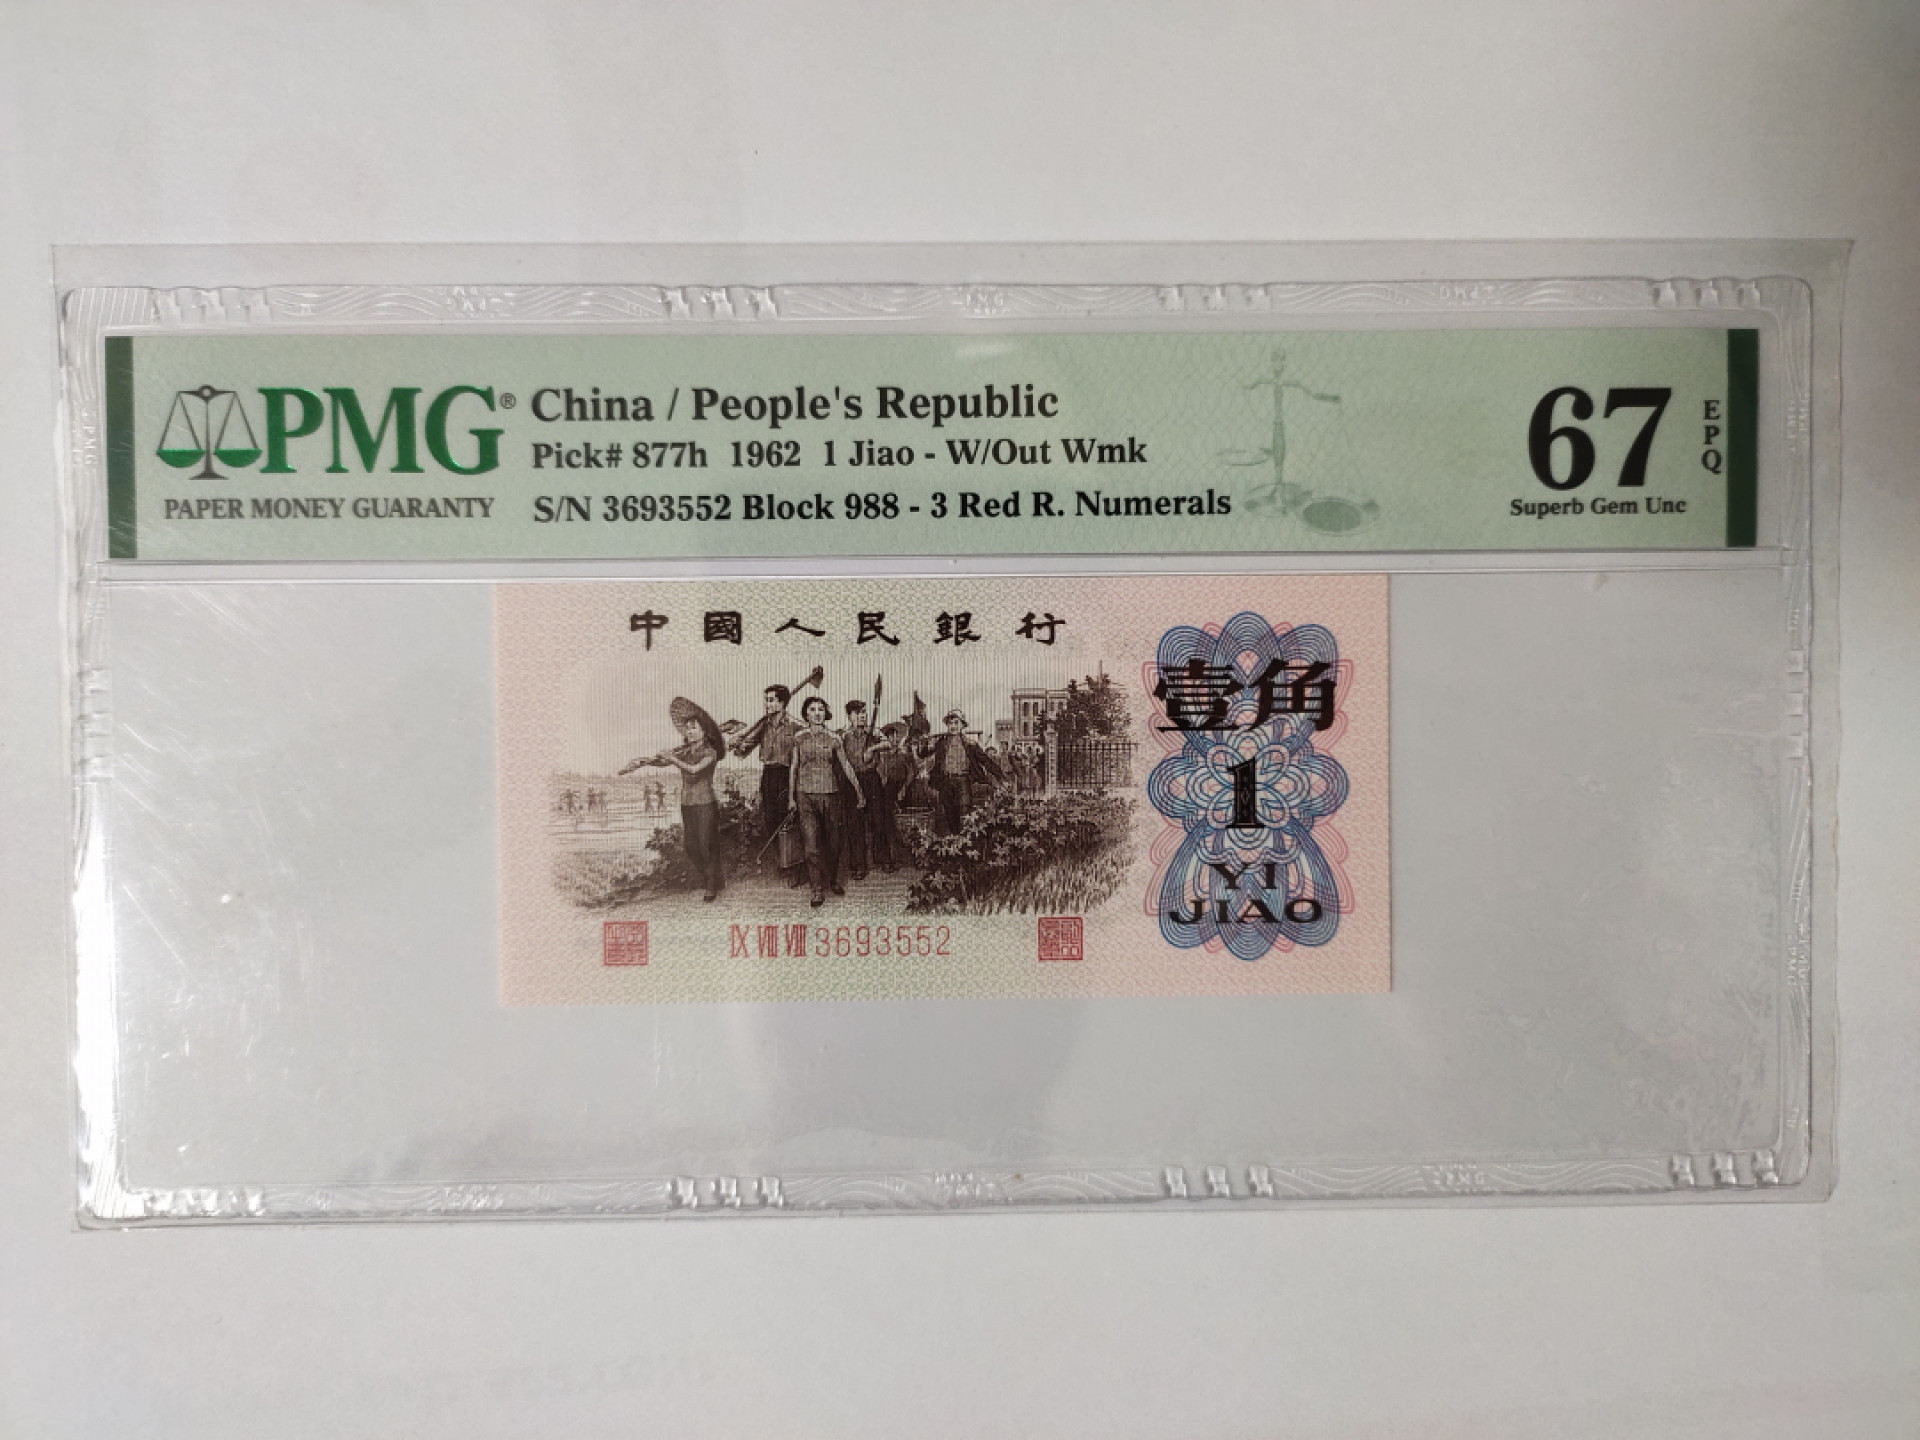 PMG®
PAPER MONEY GUARANTY
China / People's Republic
Pick# 877h 1962 1 Jiao - W/Out Wmk
S/N 3693552 Block 988 - 3 Red R. Numerals
67
EPQ
Superb Gem Unc
中國人民銀行
壹角
1
YI
JIAO
IX VIII VIII 3693552